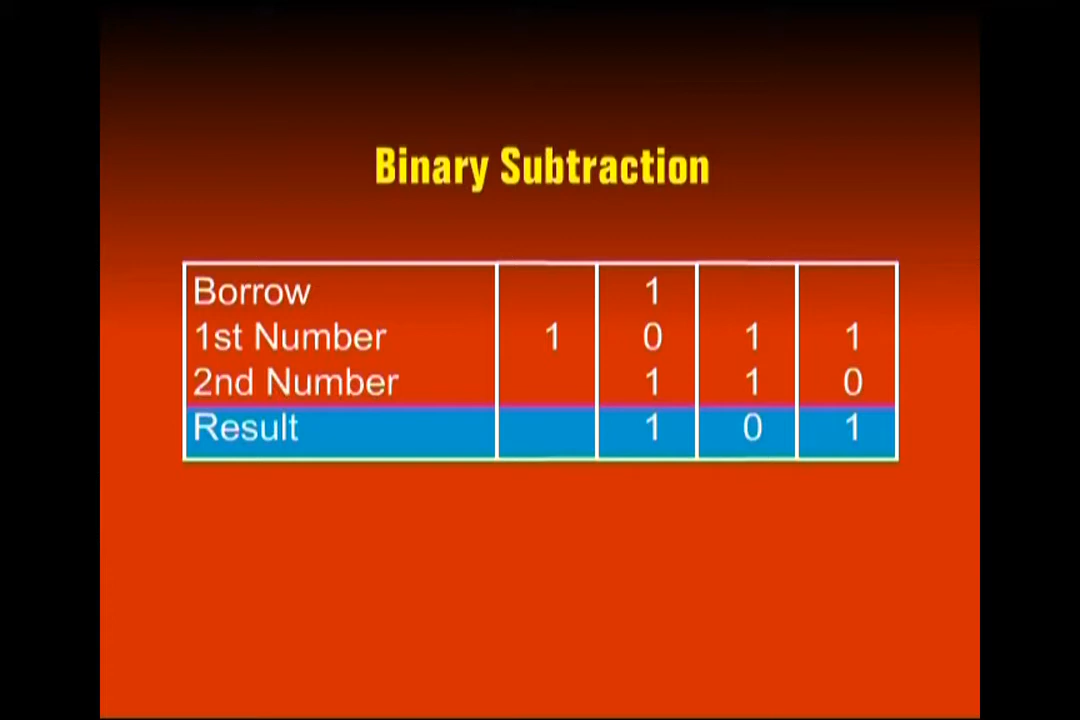 Binary Subtraction
Borrow 1
1st Number 1 0 1 1
2nd Number 1 1 0
Result 1 0 1